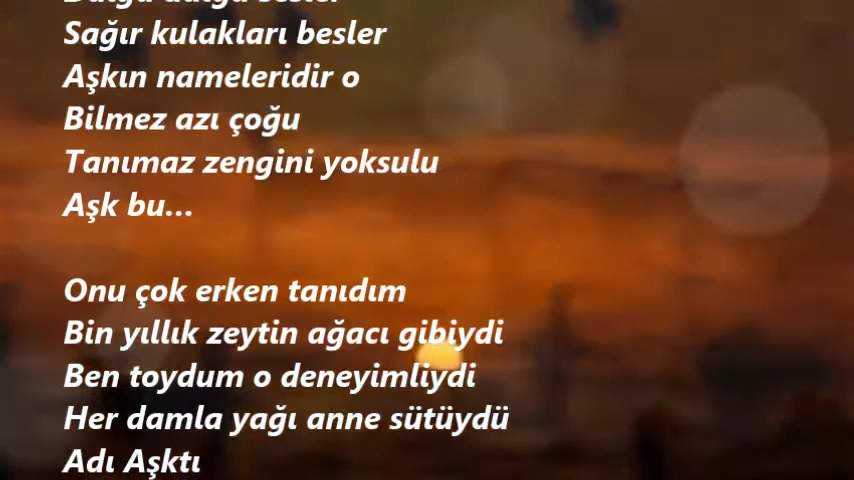 Sağır kulakları besler
Aşkın nameleridir o
Bilmez azı çoğu
Tanımaz zengini yoksulu
Aşk bu...
Onu çok erken tanıdım
Bin yıllık zeytin ağacı gibiydi
Ben toydum o deneyimliydi
Her damla yağı anne sütüydü
Adı Aşktı